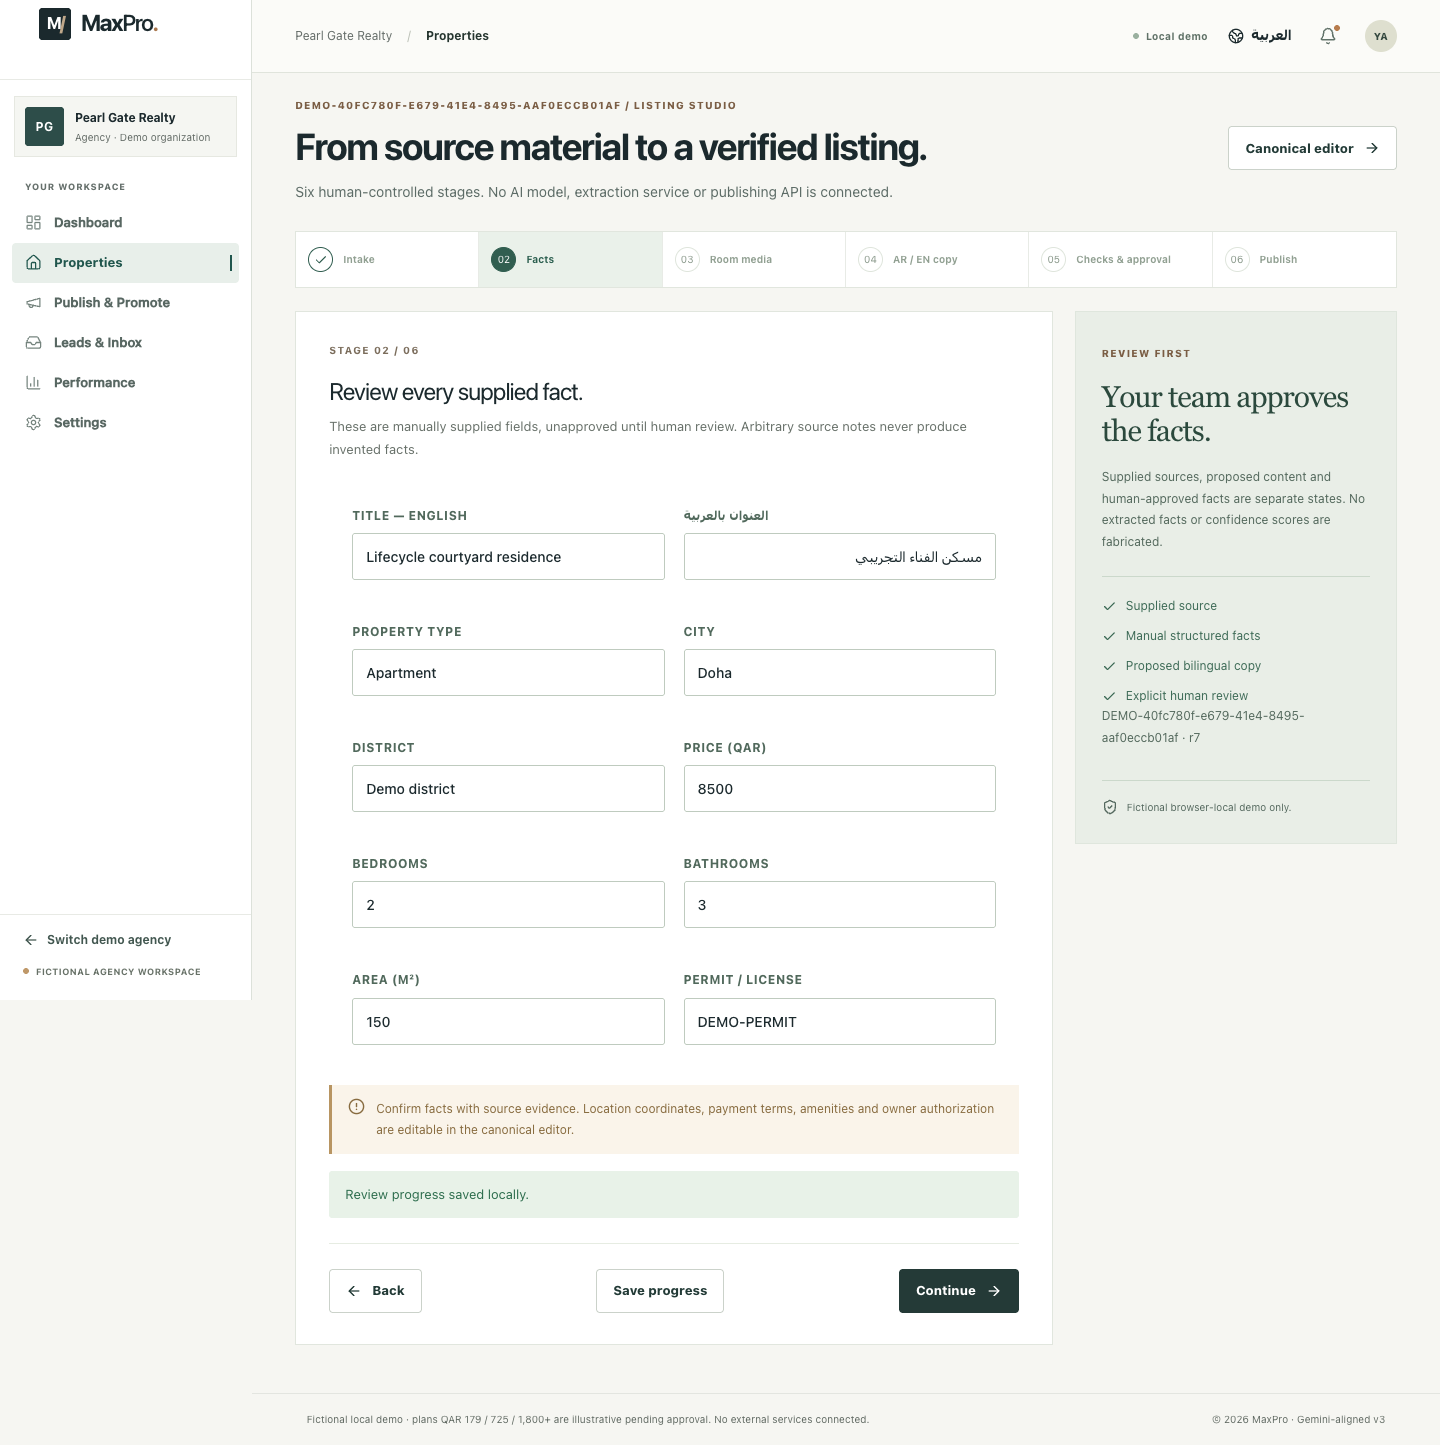 M/ MaxPro.
PG
Pearl Gate Realty
Agency · Demo organization
YOUR WORKSPACE
Dashboard
Properties
Publish & Promote
Leads & Inbox
Performance
Settings
Switch demo agency
FICTIONAL AGENCY WORKSPACE
Pearl Gate Realty / Properties
Local demo
العربية
YA
DEMO-40FC780F-E679-41E4-8495-AAF0ECCB01AF / LISTING STUDIO
From source material to a verified listing.
Six human-controlled stages. No AI model, extraction service or publishing API is connected.
Canonical editor
Intake
02 Facts
03 Room media
04 AR / EN copy
05 Checks & approval
06 Publish
STAGE 02 / 06
Review every supplied fact.
These are manually supplied fields, unapproved until human review. Arbitrary source notes never produce
invented facts.
TITLE — ENGLISH
Lifecycle courtyard residence
العنوان بالعربية
مسكن الفناء التجريبي
PROPERTY TYPE
Apartment
CITY
Doha
DISTRICT
Demo district
PRICE (QAR)
8500
BEDROOMS
2
BATHROOMS
3
AREA (M²)
150
PERMIT / LICENSE
DEMO-PERMIT
Confirm facts with source evidence. Location coordinates, payment terms, amenities and owner authorization
are editable in the canonical editor.
Review progress saved locally.
Back
Save progress
Continue
REVIEW FIRST
Your team approves
the facts.
Supplied sources, proposed content and
human-approved facts are separate states. No
extracted facts or confidence scores are
fabricated.
Supplied source
Manual structured facts
Proposed bilingual copy
Explicit human review
DEMO-40fc780f-e679-41e4-8495-
aaf0eccb01af · r7
Fictional browser-local demo only.
Fictional local demo · plans QAR 179 / 725 / 1,800+ are illustrative pending approval. No external services connected.
© 2026 MaxPro · Gemini-aligned v3